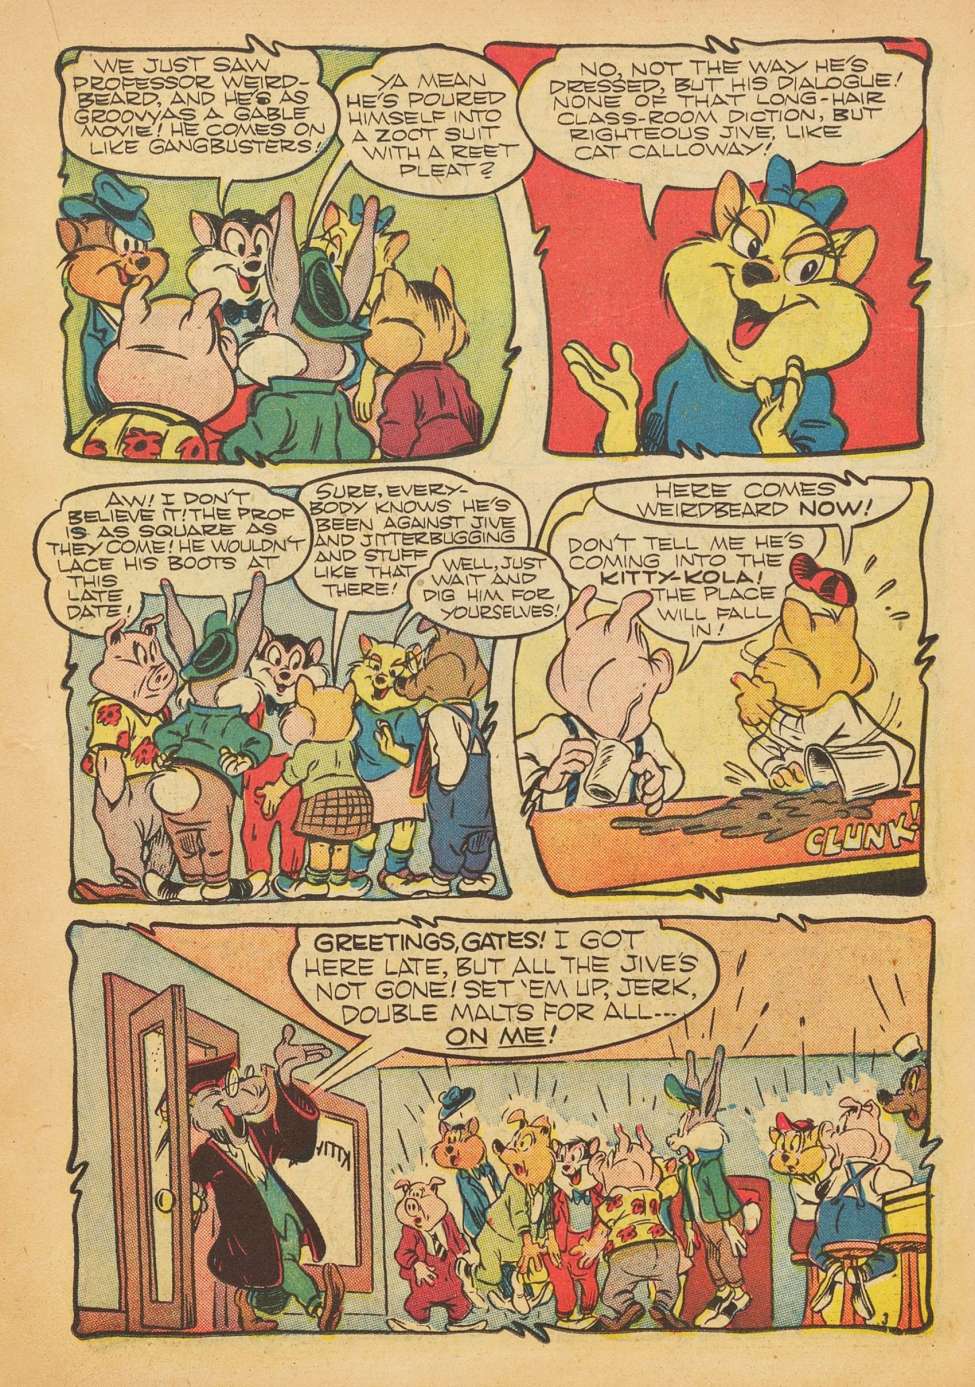 WE JUST SAW
PROFESSOR WEIRD-
BEARD, AND HE'S AS
GROOVY AS A GABLE
MOVIE! HE COMES ON
LIKE GANGBUSTERS!
YA MEAN
HE'S POURED
HIMSELF INTO
A ZOOT SUIT
WITH A REET
PLEAT?
NO, NOT THE WAY HE'S
DRESSED, BUT HIS DIALOGUE!
NONE OF THAT LONG-HAIR
CLASS-ROOM DICTION, BUT
RIGHTEOUS JIVE, LIKE
CAT CALLOWAY!
AW! I DON'T
BELIEVE IT! THE PROF
IS AS SQUARE AS
THEY COME! HE WOULDN'T
LACE HIS BOOTS AT
THIS
LATE
DATE!
SURE, EVERY-
BODY KNOWS HE'S
BEEN AGAINST JIVE
AND JITTERBUGGING
AND STUFF
LIKE THAT
THERE!
WELL, JUST
WAIT AND
DIG HIM FOR
YOURSELVES!
HERE COMES
WEIRDBEARD NOW!
DON'T TELL ME HE'S
COMING INTO THE
KITTY-KOLA!
THE PLACE
WILL FALL
IN!
CLUNK!
GREETINGS, GATES! I GOT
HERE LATE, BUT ALL THE JIVE'S
NOT GONE! SET 'EM UP, JERK,
DOUBLE MALTS FOR ALL---
ON ME!
KITTY
3